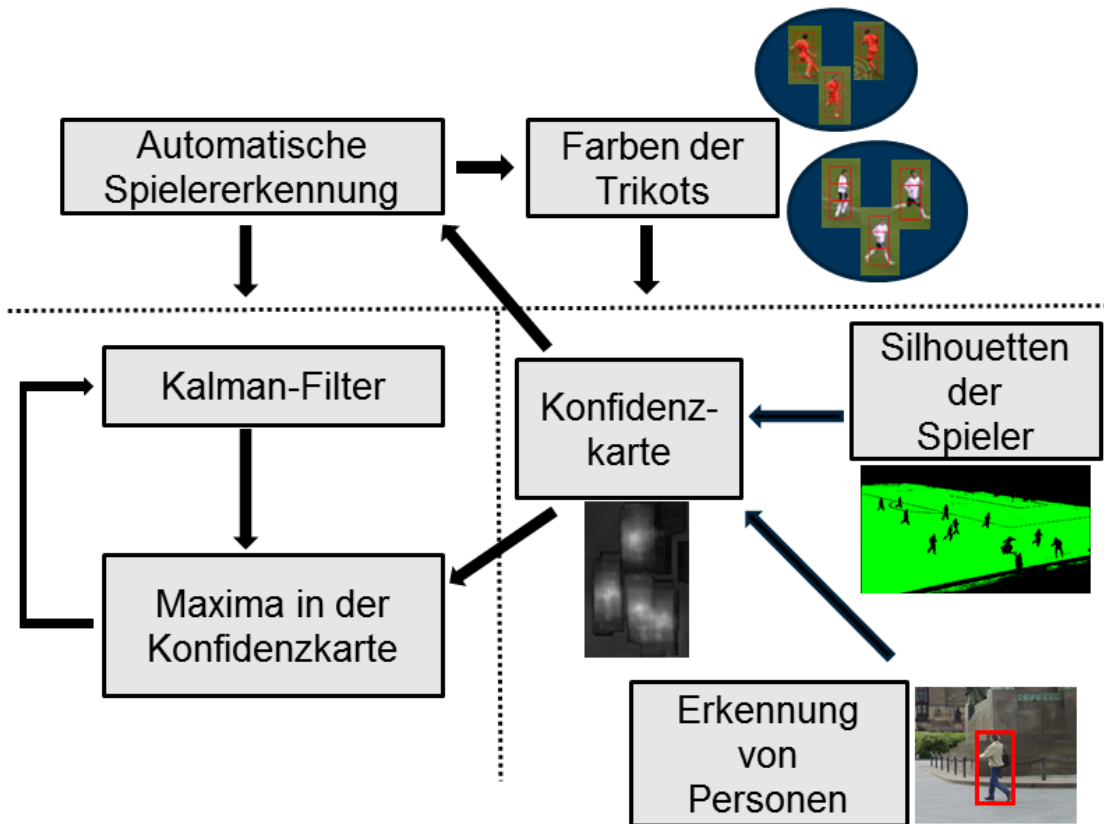 Automatische
Spielererkennung
Farben der
Trikots
Kalman-Filter
Konfidenz-
karte
Silhouetten
der
Spieler
Maxima in der
Konfidenzkarte
Erkennung
von
Personen